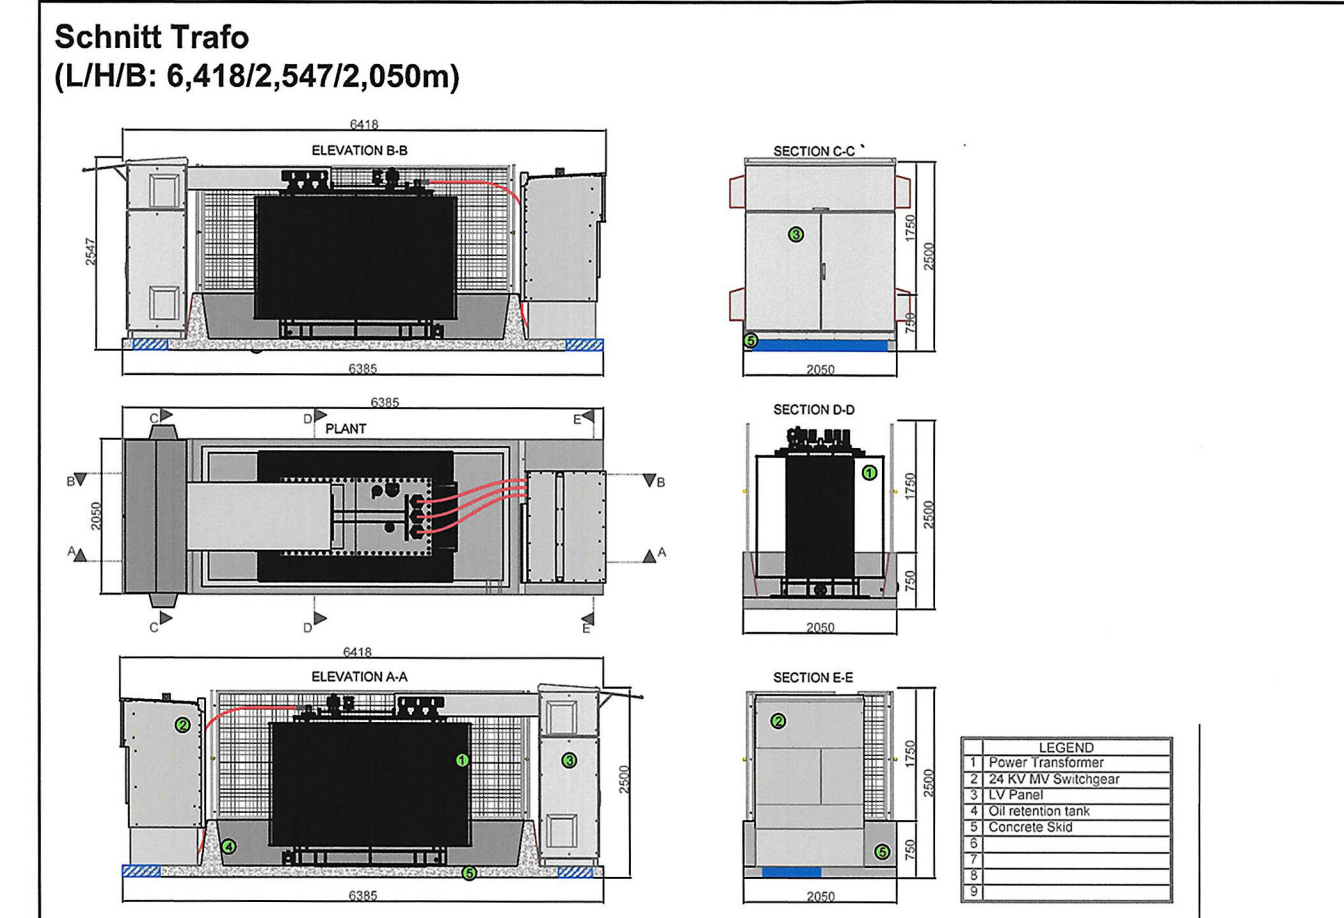 Schnitt Trafo
(L/H/B: 6,418/2,547/2,050m)
6418
ELEVATION B-B
2547
6385
SECTION C-C
3
5
1750
750
2500
2050
6385
PLANT
C
D
E
B
B
A
A
2050
C
D
E
SECTION D-D
1
1750
750
2500
2050
6418
ELEVATION A-A
2
1
3
4
5
2500
6385
SECTION E-E
2
5
1750
750
2500
2050
LEGEND
1 Power Transformer
2 24 KV MV Switchgear
3 LV Panel
4 Oil retention tank
5 Concrete Skid
6
7
8
9